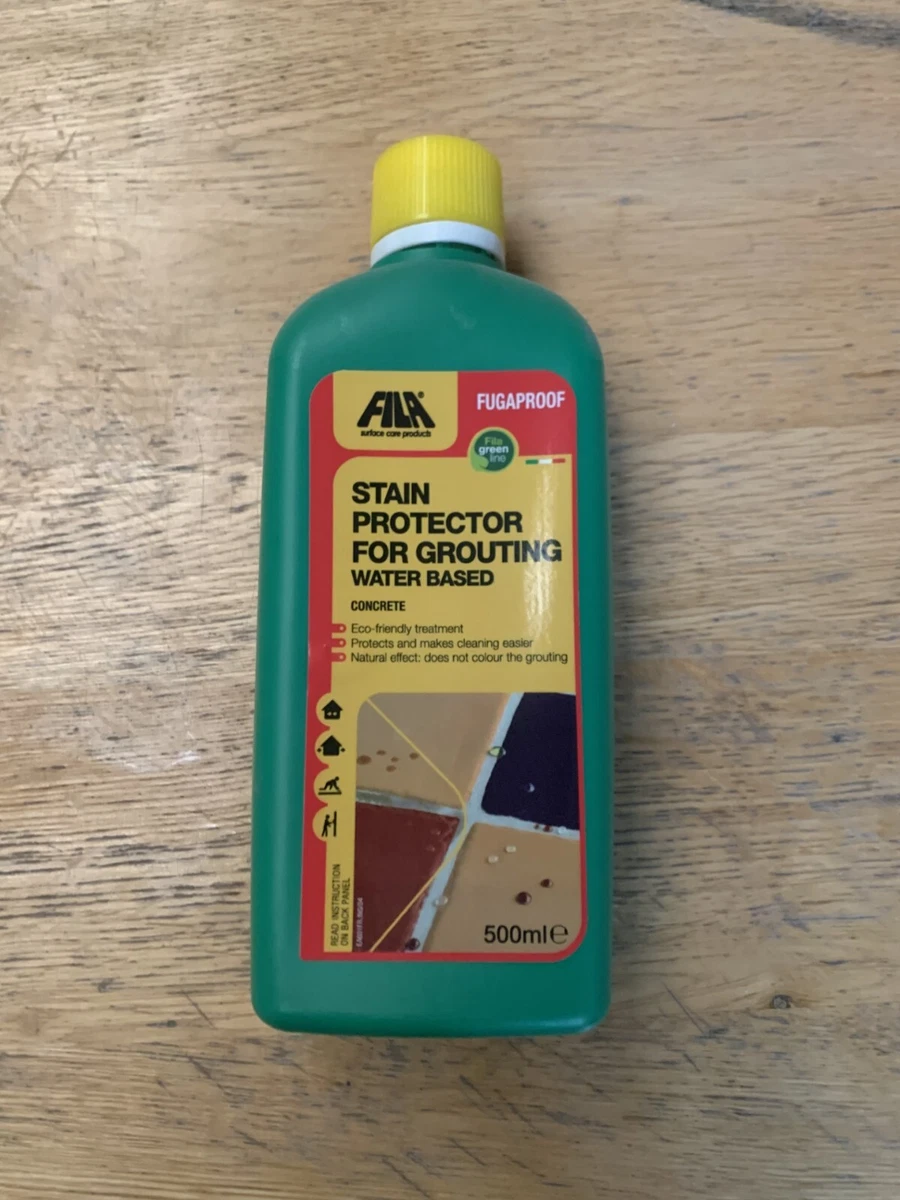 FILA®
surface care products
FUGAPROOF
Fila
green
line
STAIN
PROTECTOR
FOR GROUTING
WATER BASED
CONCRETE
Eco-friendly treatment
Protects and makes cleaning easier
Natural effect: does not colour the grouting
READ INSTRUCTION
ON BACK PANEL
500ml℮